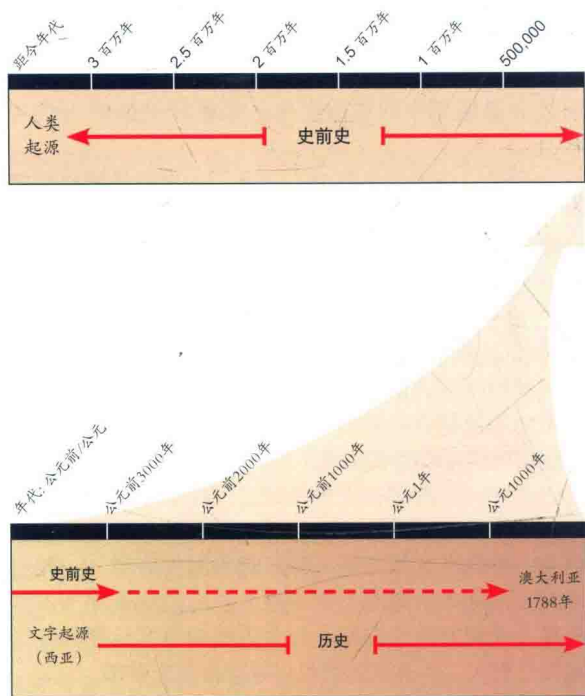 距今年代
3 百万年
2.5 百万年
2 百万年
1.5 百万年
1 百万年
500,000
人类
起源
史前史
年代: 公元前/公元
公元前3000年
公元前2000年
公元前1000年
公元1年
公元1000年
史前史
澳大利亚
1788年
文字起源
(西亚)
历史